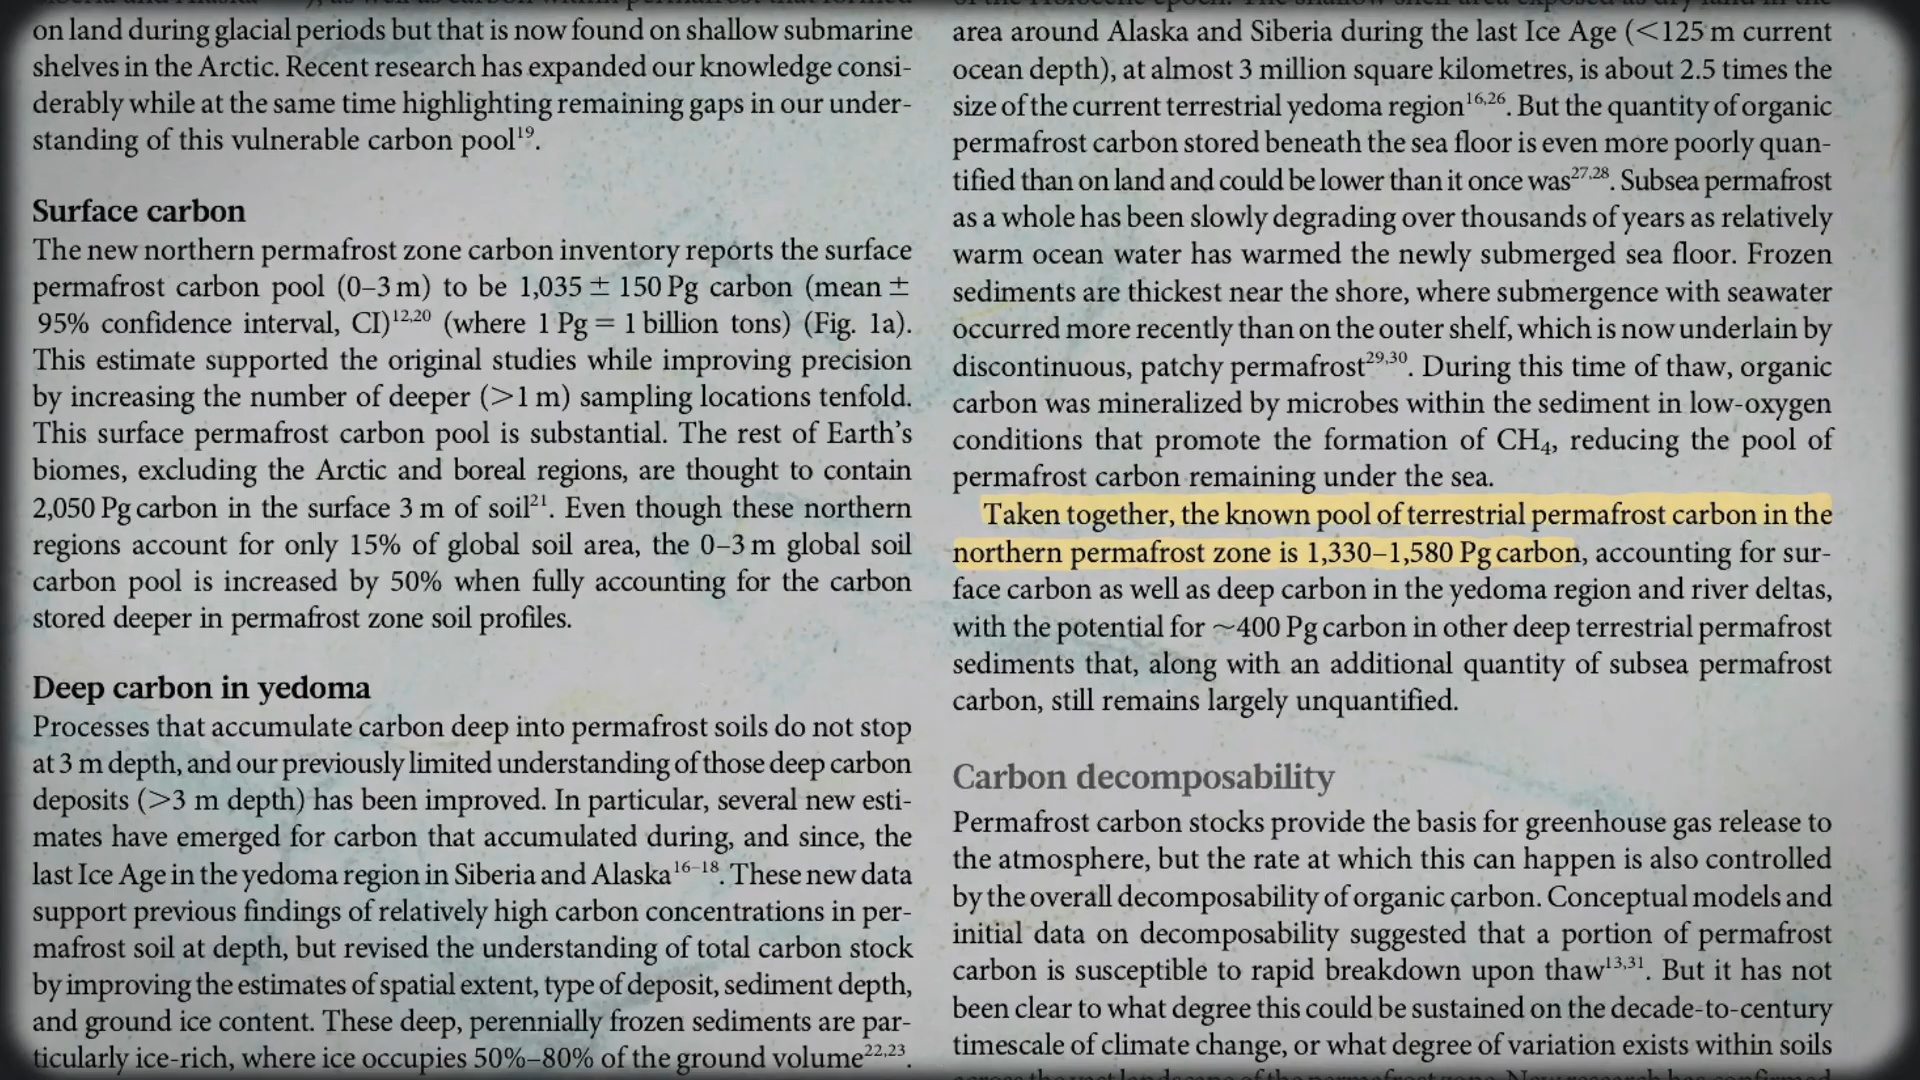 on land during glacial periods but that is now found on shallow submarine
shelves in the Arctic. Recent research has expanded our knowledge consi-
derably while at the same time highlighting remaining gaps in our under-
standing of this vulnerable carbon pool19.
Surface carbon
The new northern permafrost zone carbon inventory reports the surface
permafrost carbon pool (0–3 m) to be 1,035 ± 150 Pg carbon (mean ±
95% confidence interval, CI)12,20 (where 1 Pg = 1 billion tons) (Fig. 1a).
This estimate supported the original studies while improving precision
by increasing the number of deeper (>1 m) sampling locations tenfold.
This surface permafrost carbon pool is substantial. The rest of Earth's
biomes, excluding the Arctic and boreal regions, are thought to contain
2,050 Pg carbon in the surface 3 m of soil21. Even though these northern
regions account for only 15% of global soil area, the 0–3 m global soil
carbon pool is increased by 50% when fully accounting for the carbon
stored deeper in permafrost zone soil profiles.
Deep carbon in yedoma
Processes that accumulate carbon deep into permafrost soils do not stop
at 3 m depth, and our previously limited understanding of those deep carbon
deposits (>3 m depth) has been improved. In particular, several new esti-
mates have emerged for carbon that accumulated during, and since, the
last Ice Age in the yedoma region in Siberia and Alaska16–18. These new data
support previous findings of relatively high carbon concentrations in per-
mafrost soil at depth, but revised the understanding of total carbon stock
by improving the estimates of spatial extent, type of deposit, sediment depth,
and ground ice content. These deep, perennially frozen sediments are par-
ticularly ice-rich, where ice occupies 50%–80% of the ground volume22,23.
area around Alaska and Siberia during the last Ice Age (<125 m current
ocean depth), at almost 3 million square kilometres, is about 2.5 times the
size of the current terrestrial yedoma region16,26. But the quantity of organic
permafrost carbon stored beneath the sea floor is even more poorly quan-
tified than on land and could be lower than it once was27,28. Subsea permafrost
as a whole has been slowly degrading over thousands of years as relatively
warm ocean water has warmed the newly submerged sea floor. Frozen
sediments are thickest near the shore, where submergence with seawater
occurred more recently than on the outer shelf, which is now underlain by
discontinuous, patchy permafrost29,30. During this time of thaw, organic
carbon was mineralized by microbes within the sediment in low-oxygen
conditions that promote the formation of CH4, reducing the pool of
permafrost carbon remaining under the sea.
Taken together, the known pool of terrestrial permafrost carbon in the
northern permafrost zone is 1,330–1,580 Pg carbon, accounting for sur-
face carbon as well as deep carbon in the yedoma region and river deltas,
with the potential for ~400 Pg carbon in other deep terrestrial permafrost
sediments that, along with an additional quantity of subsea permafrost
carbon, still remains largely unquantified.
Carbon decomposability
Permafrost carbon stocks provide the basis for greenhouse gas release to
the atmosphere, but the rate at which this can happen is also controlled
by the overall decomposability of organic carbon. Conceptual models and
initial data on decomposability suggested that a portion of permafrost
carbon is susceptible to rapid breakdown upon thaw13,31. But it has not
been clear to what degree this could be sustained on the decade-to-century
timescale of climate change, or what degree of variation exists within soils